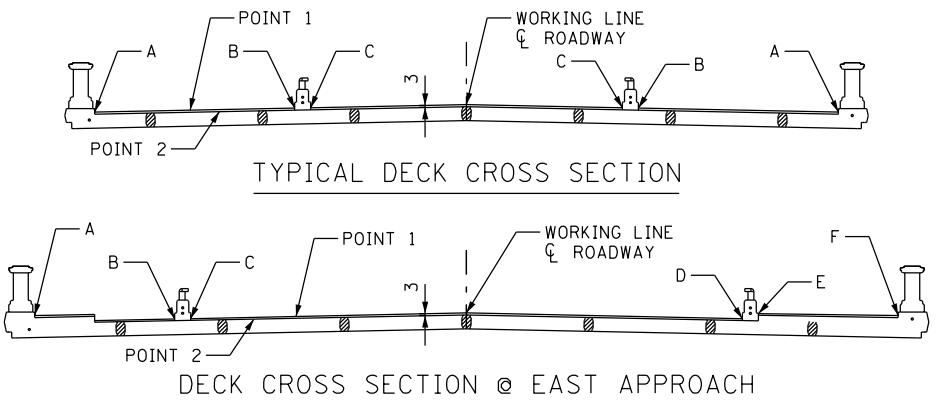 POINT 1
WORKING LINE
℄ ROADWAY
A
B
C
3
C
B
A
POINT 2
TYPICAL DECK CROSS SECTION
A
B
C
POINT 1
3
WORKING LINE
℄ ROADWAY
D
E
F
POINT 2
DECK CROSS SECTION @ EAST APPROACH